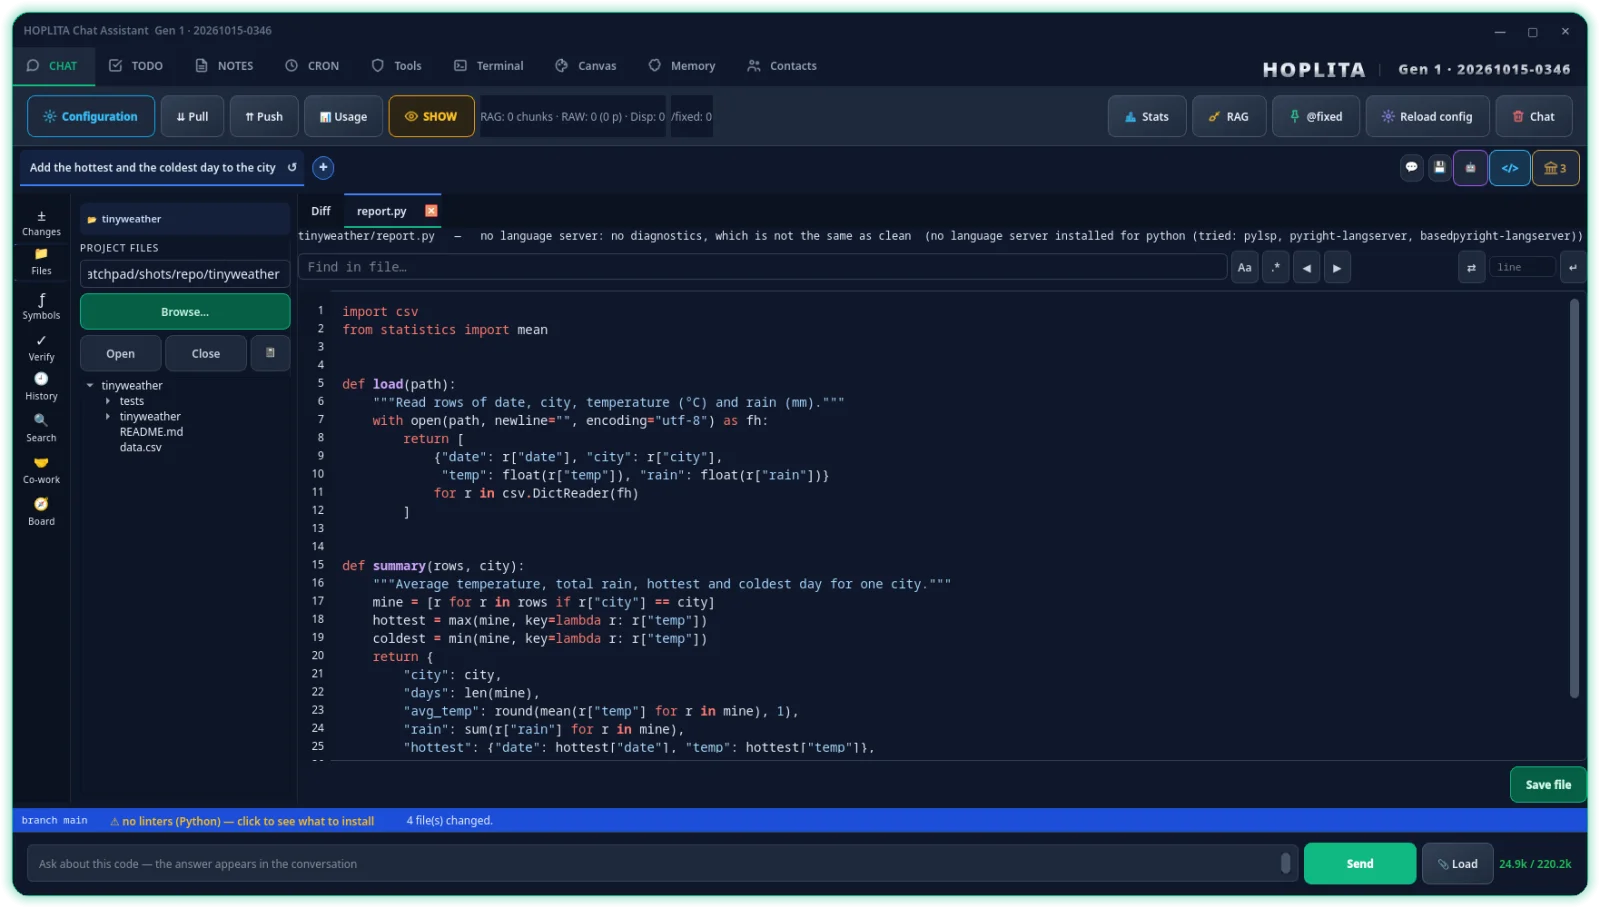 HOPLITA Chat Assistant Gen 1 · 20261015-0346
CHAT
TODO
NOTES
CRON
Tools
Terminal
Canvas
Memory
Contacts
HOPLITA | Gen 1 · 20261015-0346
Configuration
⇊ Pull
⇈ Push
Usage
SHOW
RAG: 0 chunks · RAW: 0 (0 p) · Disp: 0
/fixed: 0
Stats
RAG
@fixed
Reload config
Chat
Add the hottest and the coldest day to the city ↺
+
</>
3
± Changes
Files
ƒ Symbols
✓ Verify
History
Search
Co-work
Board
tinyweather
PROJECT FILES
atchpad/shots/repo/tinyweather
Browse...
Open
Close
tinyweather
tests
tinyweather
README.md
data.csv
Diff
report.py
tinyweather/report.py — no language server: no diagnostics, which is not the same as clean (no language server installed for python (tried: pylsp, pyright-langserver, basedpyright-langserver))
Find in file…
Aa
.*
◀
▶
⇄
line
↵
1 import csv
2 from statistics import mean
3
4
5 def load(path):
6     """Read rows of date, city, temperature (°C) and rain (mm)."""
7     with open(path, newline="", encoding="utf-8") as fh:
8         return [
9             {"date": r["date"], "city": r["city"],
10              "temp": float(r["temp"]), "rain": float(r["rain"])}
11             for r in csv.DictReader(fh)
12         ]
13
14
15 def summary(rows, city):
16     """Average temperature, total rain, hottest and coldest day for one city."""
17     mine = [r for r in rows if r["city"] == city]
18     hottest = max(mine, key=lambda r: r["temp"])
19     coldest = min(mine, key=lambda r: r["temp"])
20     return {
21         "city": city,
22         "days": len(mine),
23         "avg_temp": round(mean(r["temp"] for r in mine), 1),
24         "rain": sum(r["rain"] for r in mine),
25         "hottest": {"date": hottest["date"], "temp": hottest["temp"]},
Save file
branch main
⚠ no linters (Python) — click to see what to install
4 file(s) changed.
Ask about this code — the answer appears in the conversation
Send
Load
24.9k / 220.2k